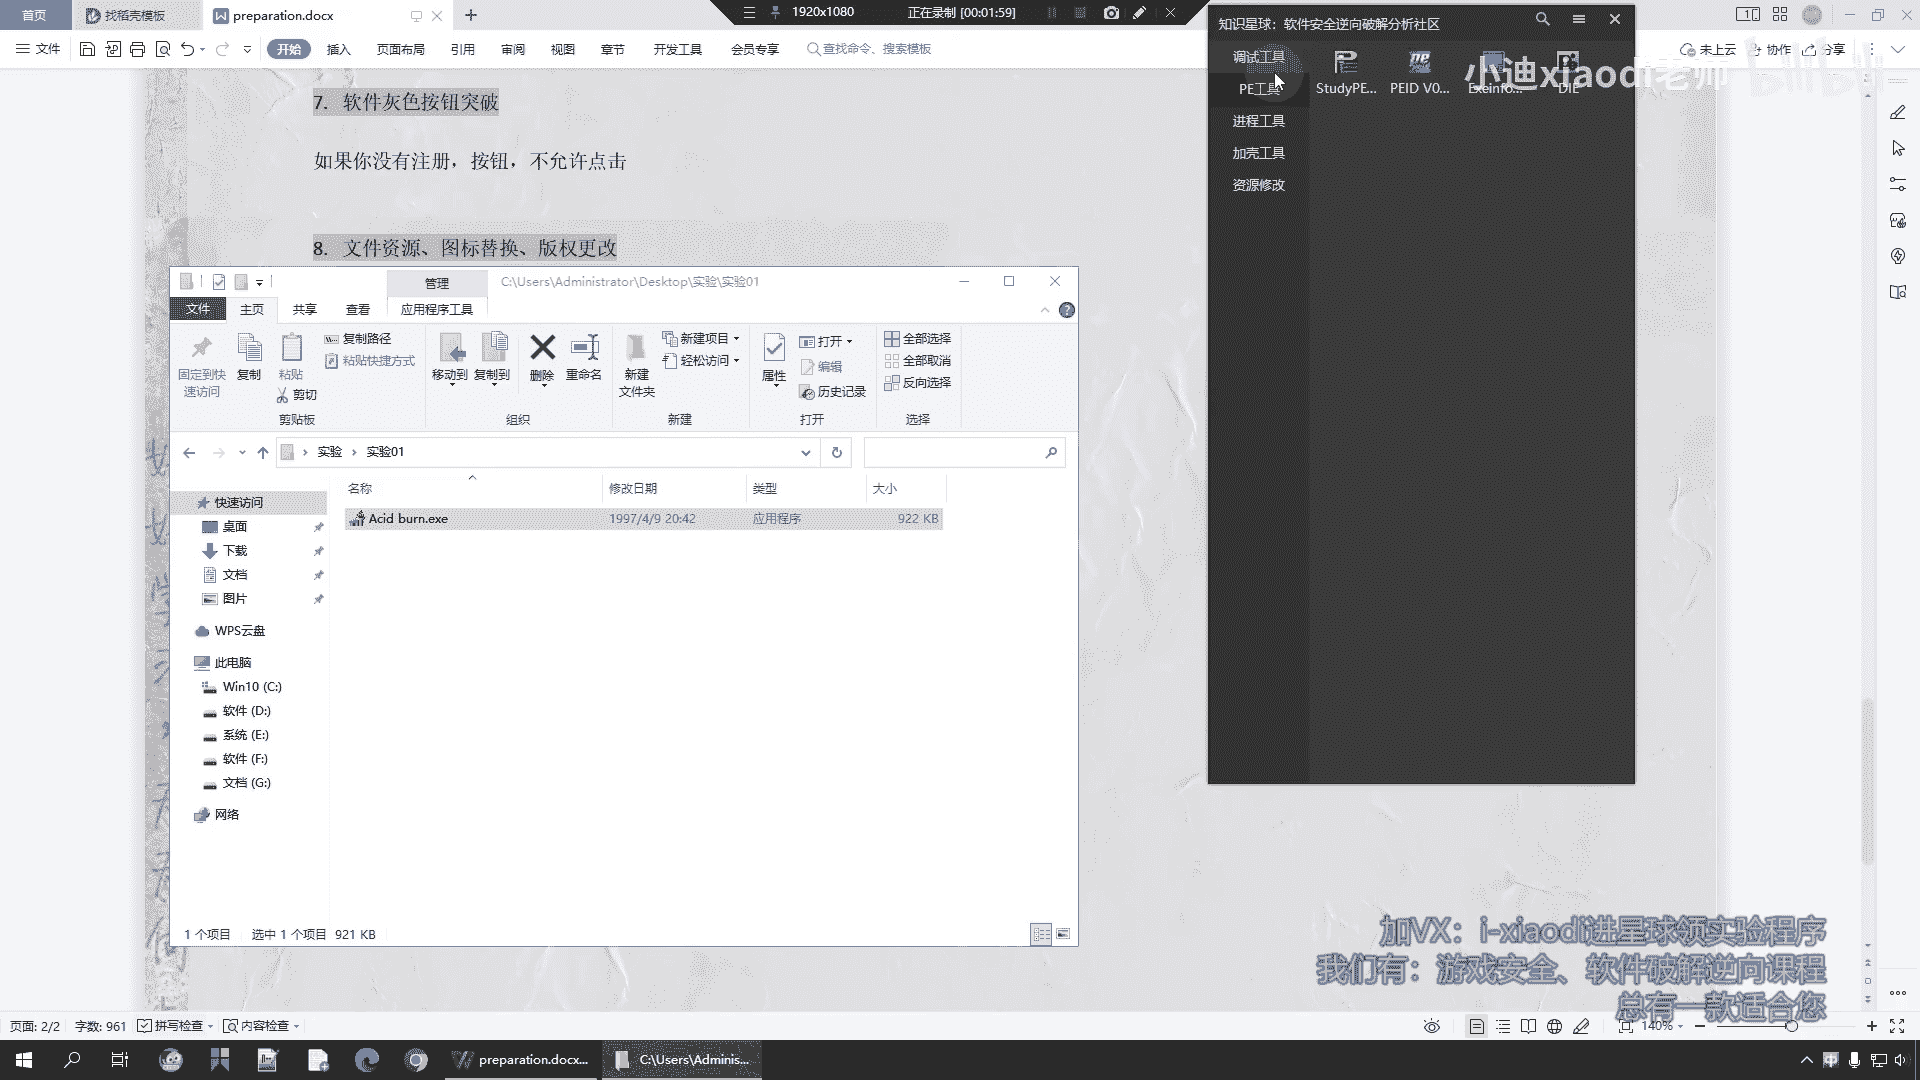 首页
找稻壳模板
preparation.docx
1920x1080
正在录制 [00:01:59]
文件
开始
插入
页面布局
引用
审阅
视图
章节
开发工具
会员专享
查找命令、搜索模板
未上云
协作
分享
7. 软件灰色按钮突破
如果你没有注册，按钮，不允许点击
8. 文件资源、图标替换、版权更改
知识星球：软件安全逆向破解分析社区
调试工具
PE工具
进程工具
加壳工具
资源修改
StudyPE...
PEID V0...
Exeinfo...
DIE
小迪xiaodi老师
bilibili
管理
C:\Users\Administrator\Desktop\实验\实验01
文件
主页
共享
查看
应用程序工具
固定到快速访问
复制
粘贴
复制路径
粘贴快捷方式
剪切
剪贴板
移动到
复制到
删除
重命名
组织
新建文件夹
新建项目
轻松访问
新建
属性
打开
编辑
历史记录
打开
全部选择
全部取消
反向选择
选择
实验
实验01
名称
修改日期
类型
大小
Acid burn.exe
1997/4/9 20:42
应用程序
922 KB
快速访问
桌面
下载
文档
图片
WPS云盘
此电脑
Win10 (C:)
软件 (D:)
系统 (E:)
软件 (F:)
文档 (G:)
网络
1 个项目
选中 1 个项目 921 KB
加VX：i-xiaodi进星球领实验程序
我们有：游戏安全、软件破解逆向课程
总有一款适合您
页面: 2/2
字数: 961
拼写检查
内容检查
140%
preparation.docx...
C:\Users\Adminis...